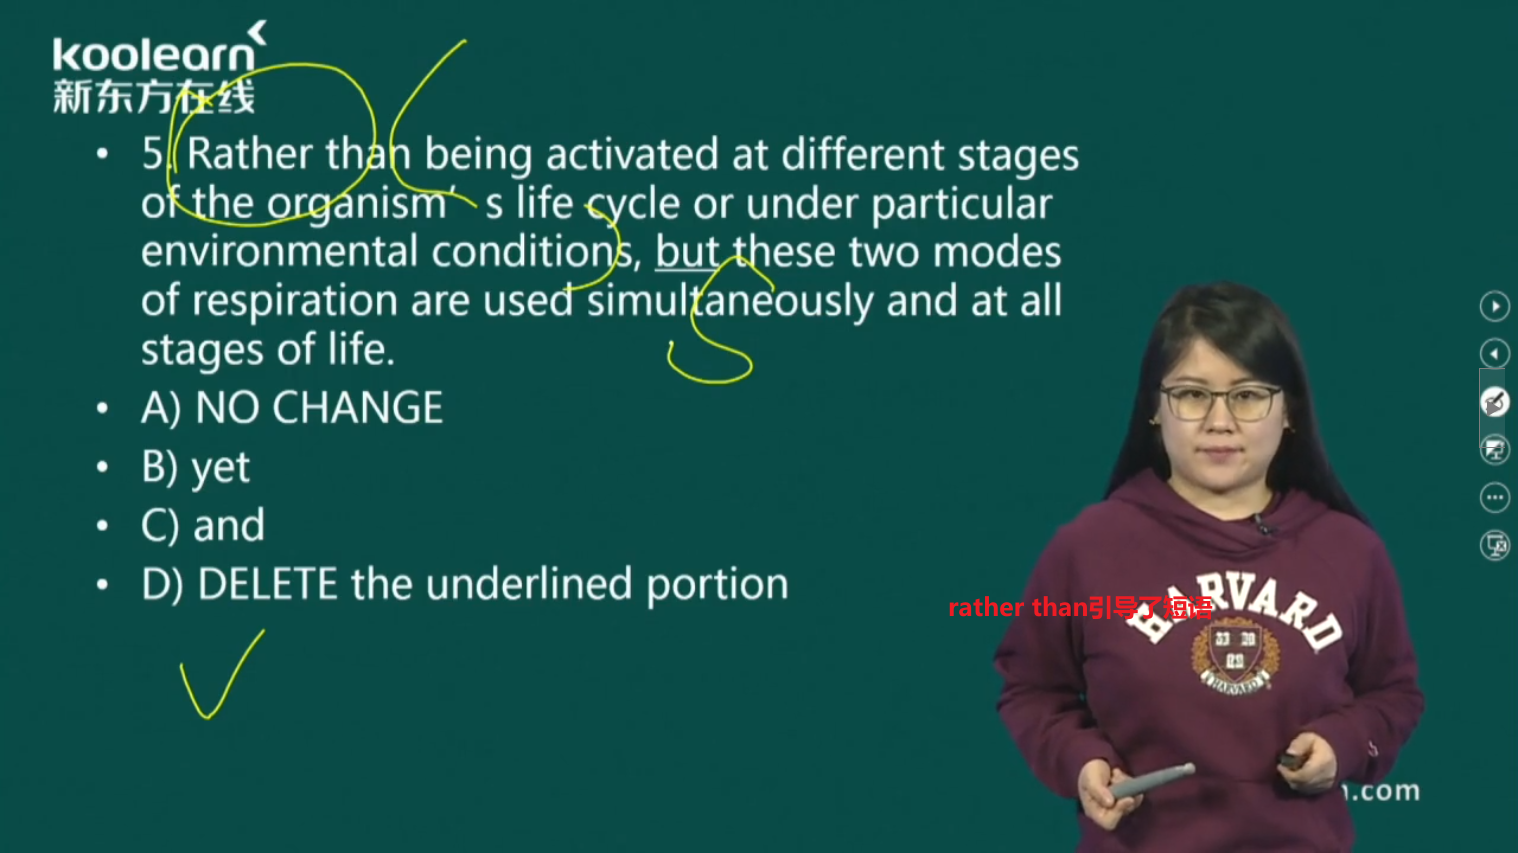 koolearn
新东方在线
• 5. Rather than being activated at different stages
of the organism’ s life cycle or under particular
environmental conditions, but these two modes
of respiration are used simultaneously and at all
stages of life.
• A) NO CHANGE
• B) yet
• C) and
• D) DELETE the underlined portion
rather than引导了短语
HARVARD
HARVARD
.com